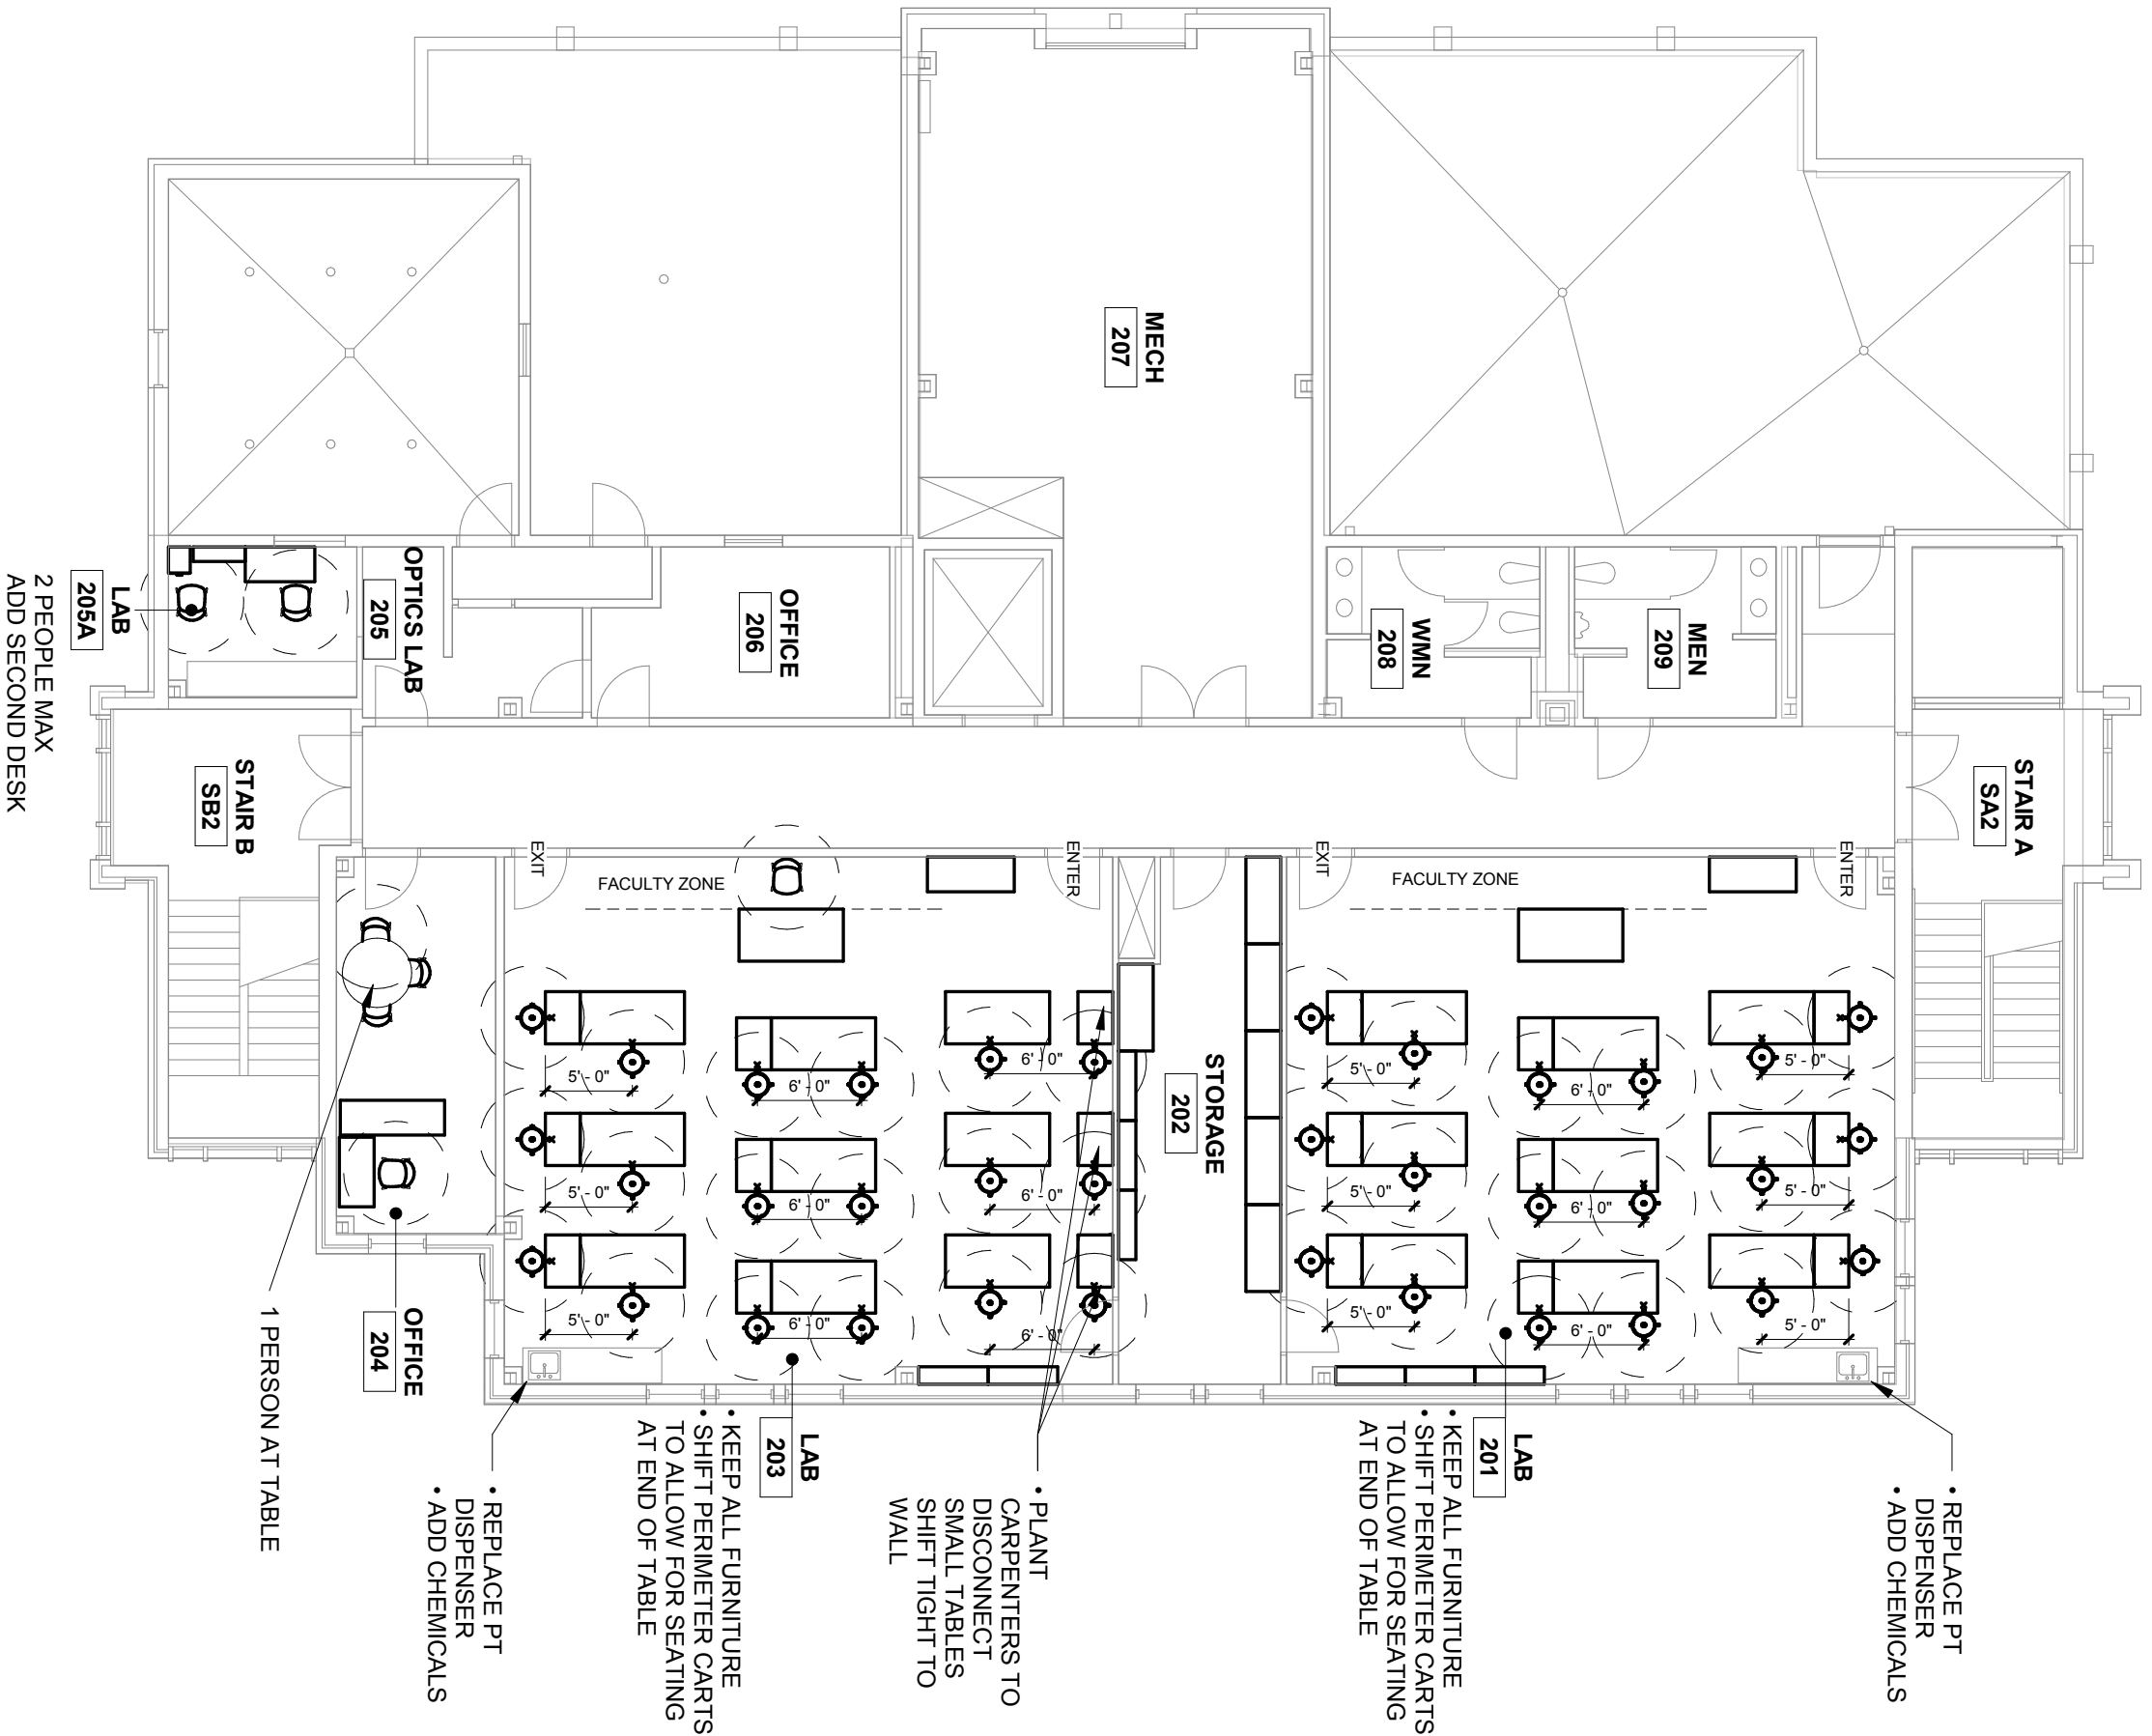 MECH
207
OPTICS LAB
205
OFFICE
206
WMN
208
MEN
209
LAB
205A
2 PEOPLE MAX
ADD SECOND DESK
STAIR B
SB2
STAIR A
SA2
EXIT
FACULTY ZONE
ENTER
EXIT
FACULTY ZONE
ENTER
STORAGE
202
5' - 0"
6' - 0"
6' - 0"
5' - 0"
6' - 0"
5' - 0"
5' - 0"
6' - 0"
6' - 0"
5' - 0"
6' - 0"
5' - 0"
5' - 0"
6' - 0"
6' - 0"
5' - 0"
6' - 0"
5' - 0"
OFFICE
204
1 PERSON AT TABLE
• REPLACE PT
DISPENSER
• ADD CHEMICALS
LAB
203
• KEEP ALL FURNITURE
• SHIFT PERIMETER CARTS
TO ALLOW FOR SEATING
AT END OF TABLE
• PLANT
CARPENTERS TO
DISCONNECT
SMALL TABLES
SHIFT TIGHT TO
WALL
LAB
201
• KEEP ALL FURNITURE
• SHIFT PERIMETER CARTS
TO ALLOW FOR SEATING
AT END OF TABLE
• REPLACE PT
DISPENSER
• ADD CHEMICALS